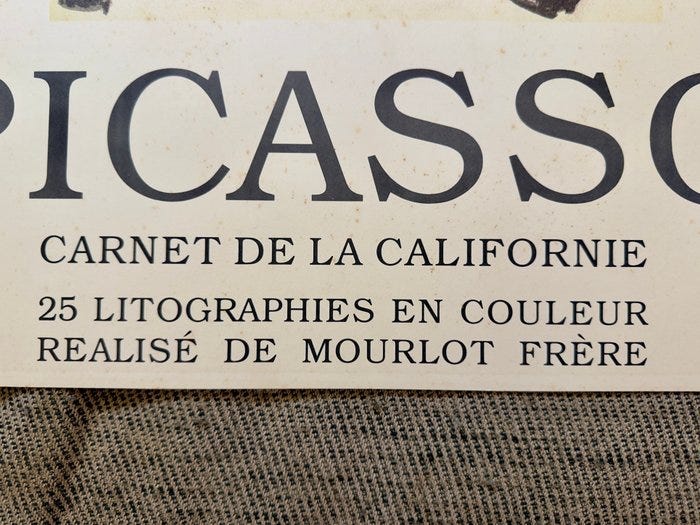 PICASSO
CARNET DE LA CALIFORNIE
25 LITOGRAPHIES EN COULEUR
REALISÉ DE MOURLOT FRÈRE